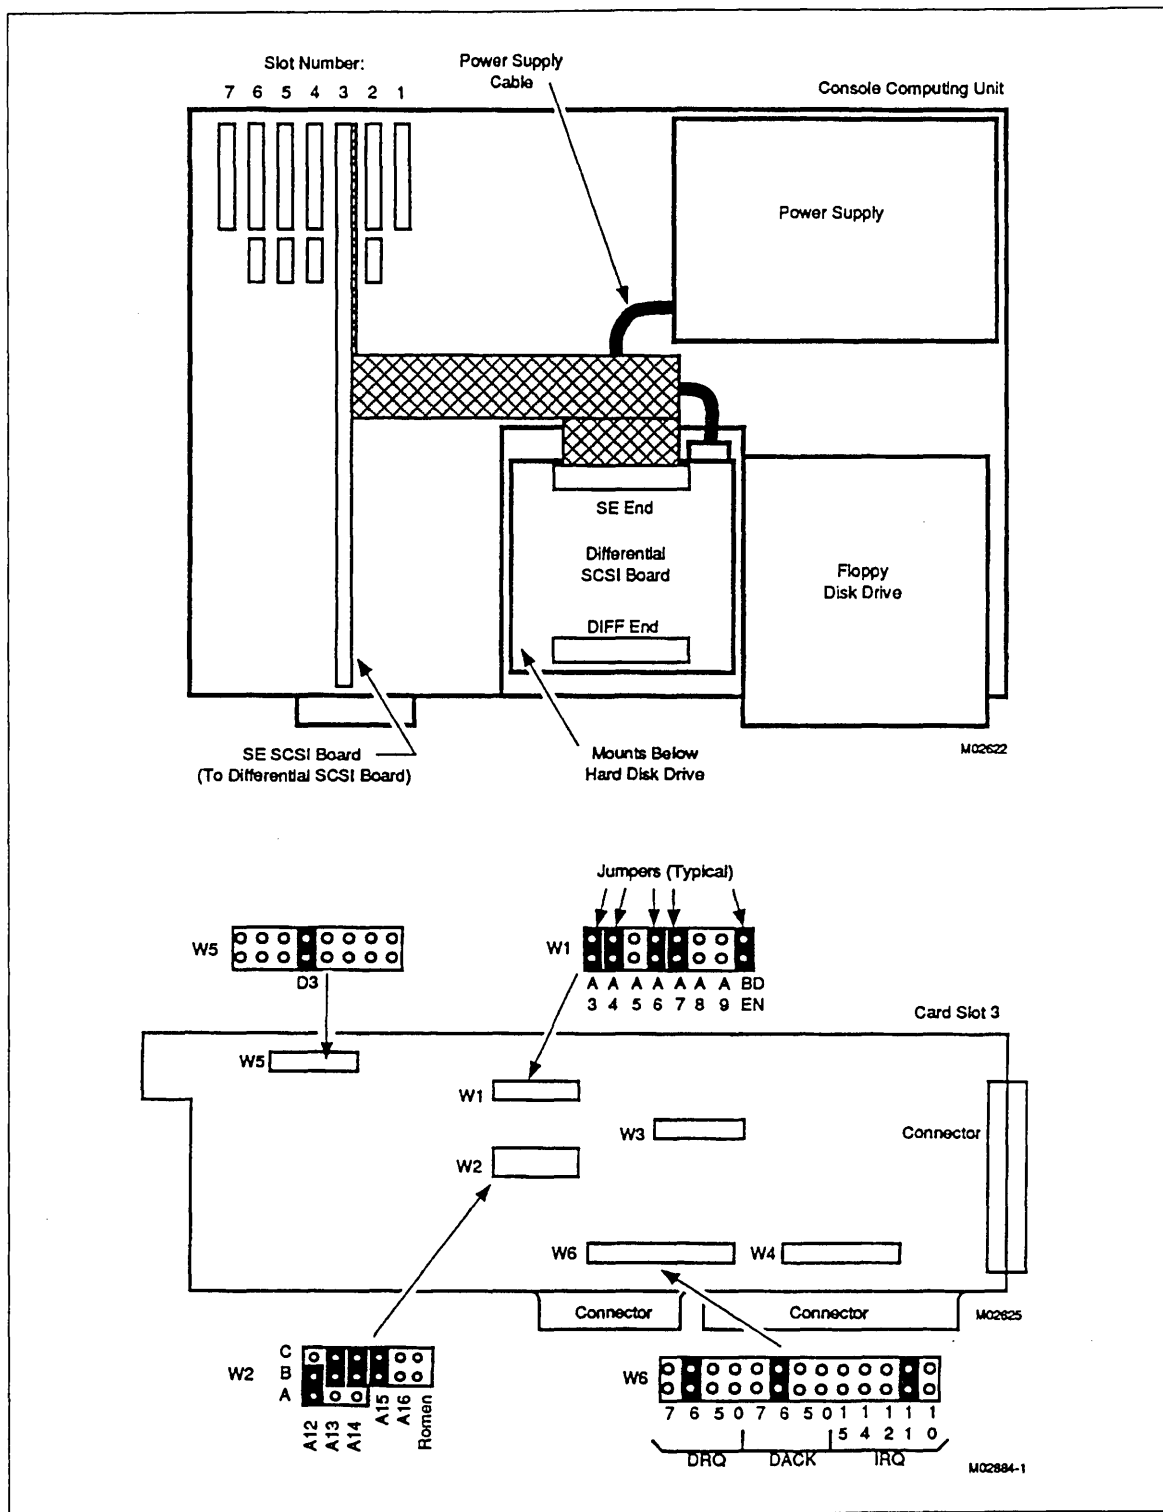 Slot Number:
7 6 5 4 3 2 1
Power Supply
Cable
Console Computing Unit
Power Supply
SE End
Differential
SCSI Board
DIFF End
Floppy
Disk Drive
SE SCSI Board
(To Differential SCSI Board)
Mounts Below
Hard Disk Drive
M02622
Jumpers (Typical)
W5
D3
W1
A A A A A A A BD
3 4 5 6 7 8 9 EN
Card Slot 3
W5
W1
W3
W2
Connector
W6
W4
Connector
Connector
M02625
W2
C
B
A
A12 A13 A14 A15 A16 Romen
W6
7 6 5 0 7 6 5 0 1 1 1 1 1
5 4 2 1 0
DRQ DACK IRQ
M02884-1